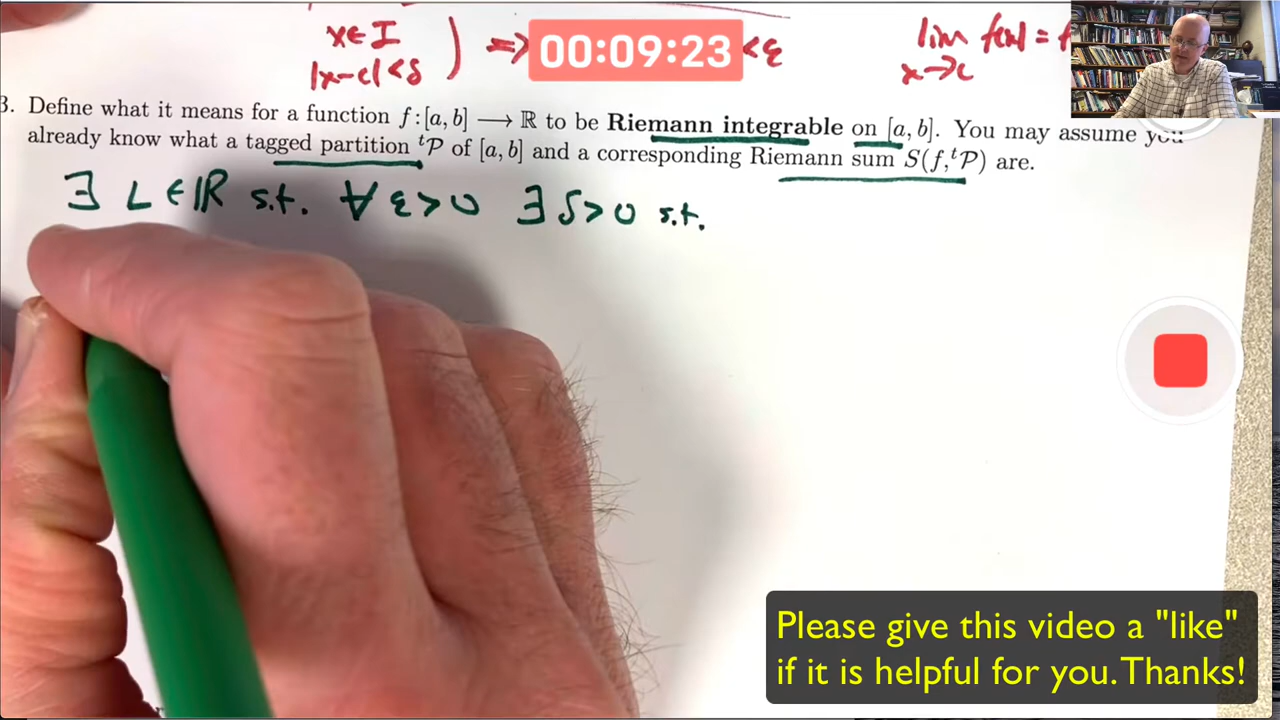 x∈I
|x-c|<δ ) => <ε
00:09:23
lim f(x) = f
x→c
3. Define what it means for a function f:[a, b] ⟶ ℝ to be Riemann integrable on [a, b]. You may assume you
already know what a tagged partition ᵗP of [a, b] and a corresponding Riemann sum S(f,ᵗP) are.
∃ L∈ℝ s.t. ∀ε>0 ∃δ>0 s.t.
Please give this video a "like"
if it is helpful for you. Thanks!